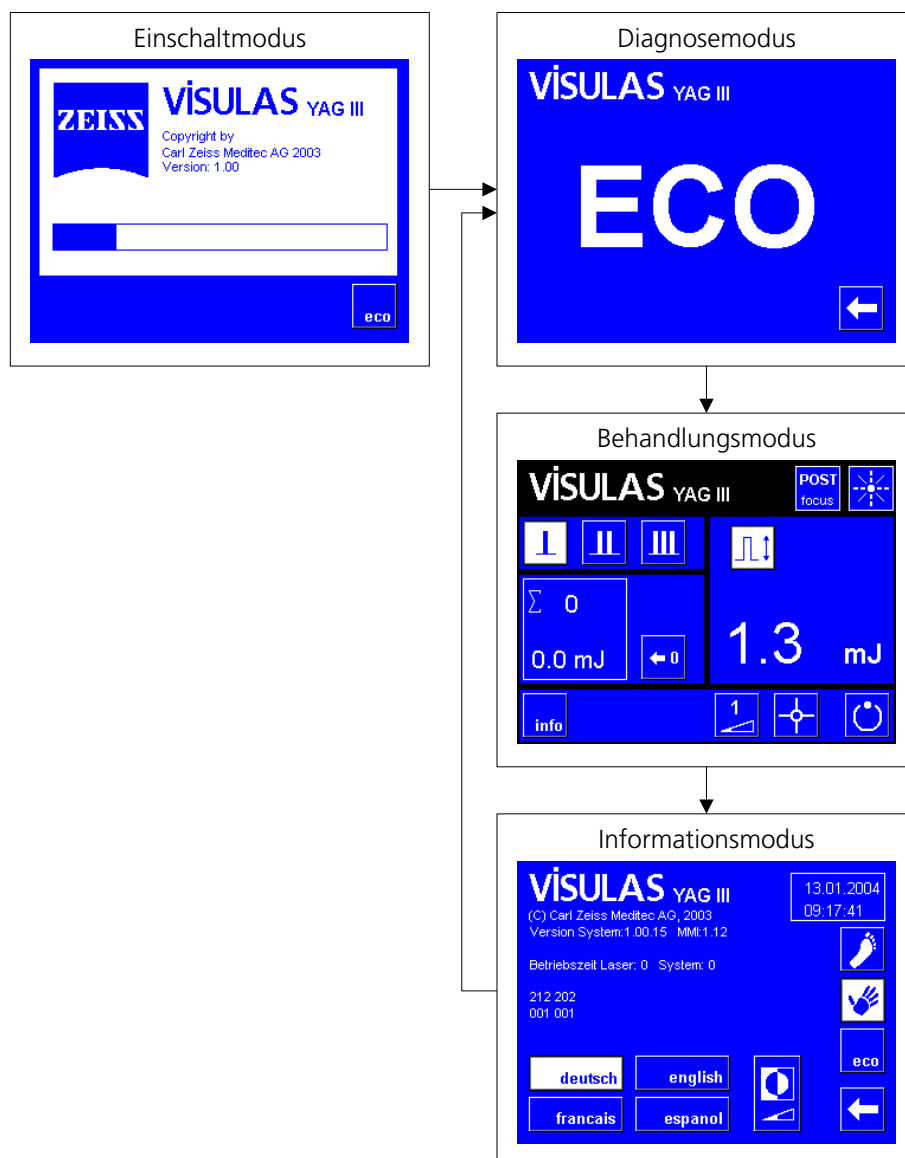 Einschaltmodus
ZEISS
VISULAS YAG III
Copyright by
Carl Zeiss Meditec AG 2003
Version: 1.00
eco
Diagnosemodus
VISULAS YAG III
ECO
Behandlungsmodus
VISULAS YAG III
POST
focus
I II III
Σ 0
0.0 mJ
0
1.3 mJ
info
1
Informationsmodus
VISULAS YAG III
13.01.2004
09:17:41
(C) Carl Zeiss Meditec AG, 2003
Version System:1.00.15 MMI:1.12
Betriebszeit Laser: 0 System: 0
212 202
001 001
eco
deutsch english
francais espanol